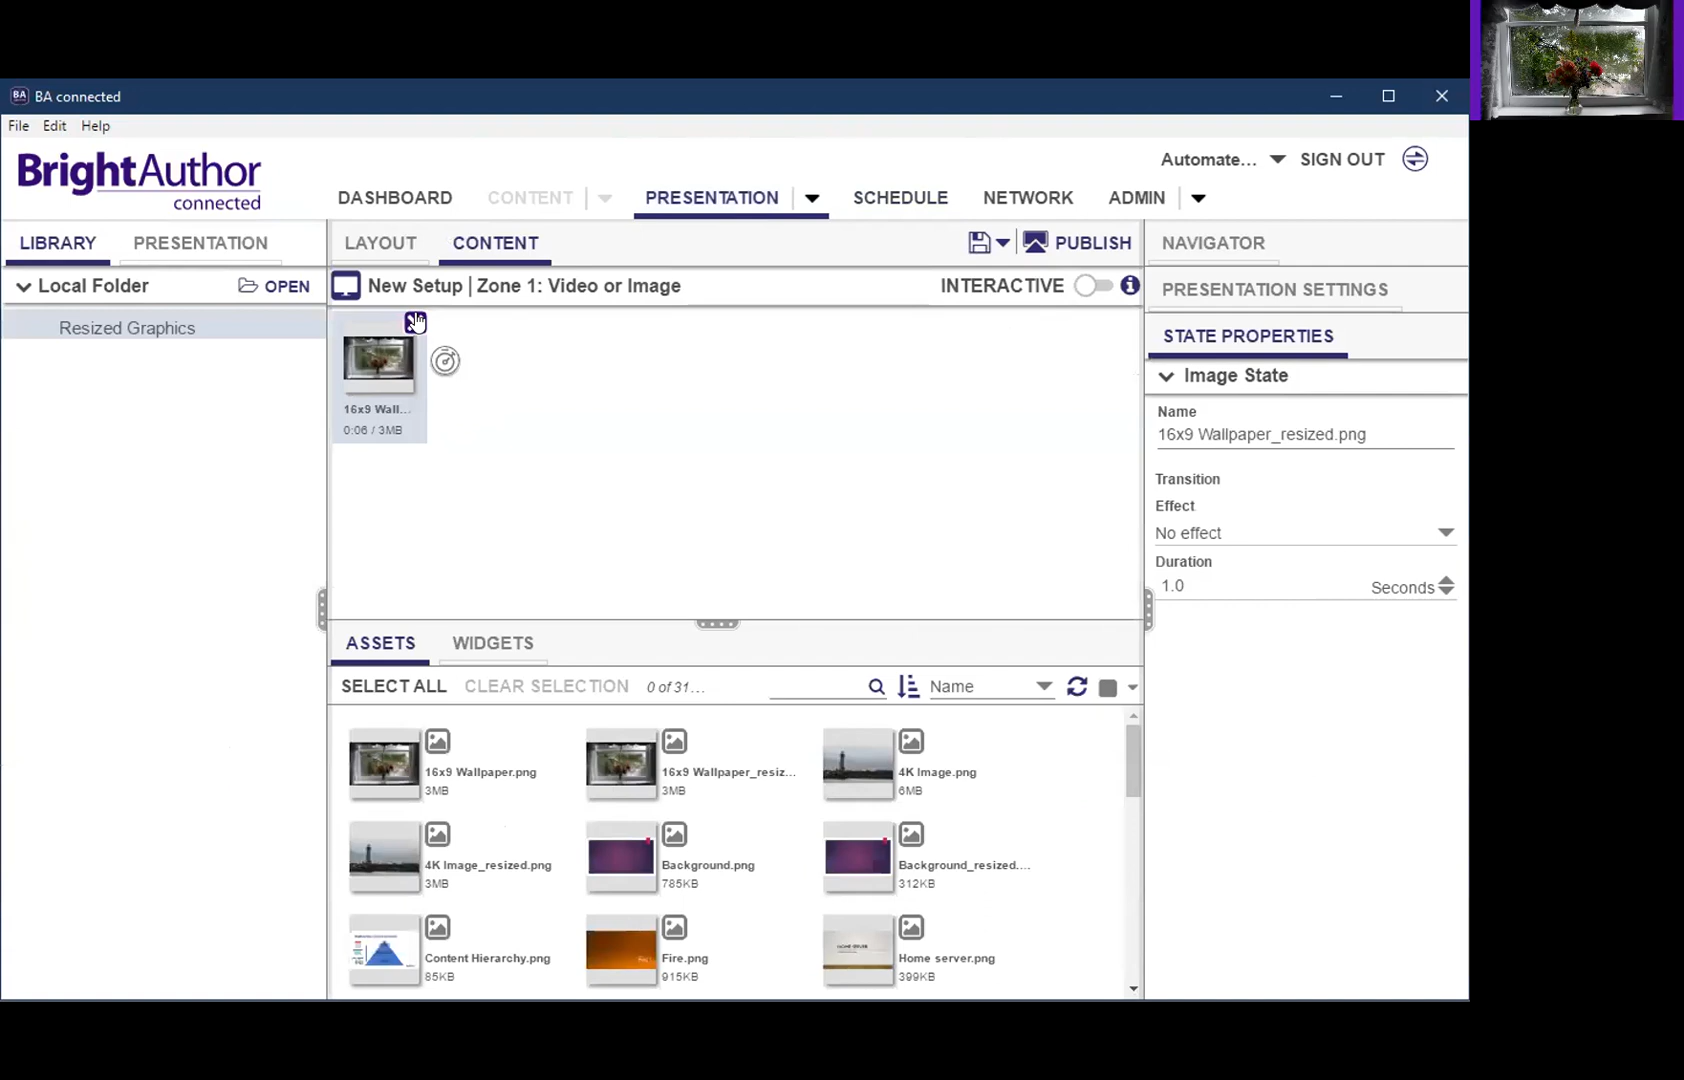 BA BA connected
File Edit Help
BrightAuthor
connected
Automate... SIGN OUT
DASHBOARD CONTENT PRESENTATION SCHEDULE NETWORK ADMIN
LIBRARY PRESENTATION
Local Folder OPEN
Resized Graphics
LAYOUT CONTENT PUBLISH
New Setup | Zone 1: Video or Image INTERACTIVE
16x9 Wall...
0:06 / 3MB
NAVIGATOR
PRESENTATION SETTINGS
STATE PROPERTIES
Image State
Name
16x9 Wallpaper_resized.png
Transition
Effect
No effect
Duration
1.0 Seconds
ASSETS WIDGETS
SELECT ALL CLEAR SELECTION 0 of 31... Name
16x9 Wallpaper.png
3MB
16x9 Wallpaper_resiz...
3MB
4K Image.png
6MB
4K Image_resized.png
3MB
Background.png
785KB
Background_resized....
312KB
Content Hierarchy.png
85KB
Fire.png
915KB
Home server.png
399KB